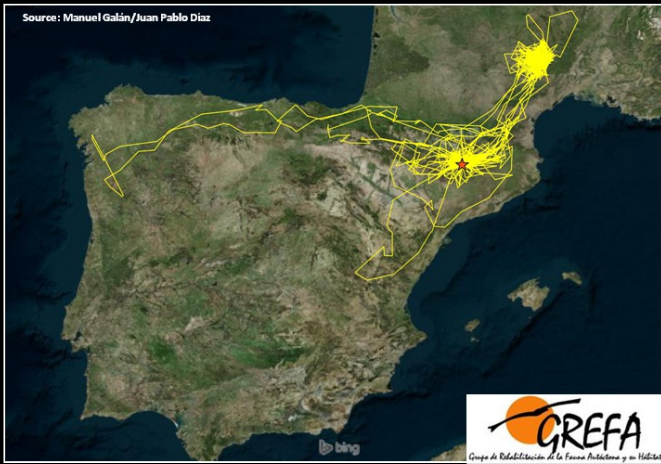 Source: Manuel Galán/Juan Pablo Díaz
bing
GREFA
Grupo de Rehabilitación de la Fauna Autóctona y su Hábitat